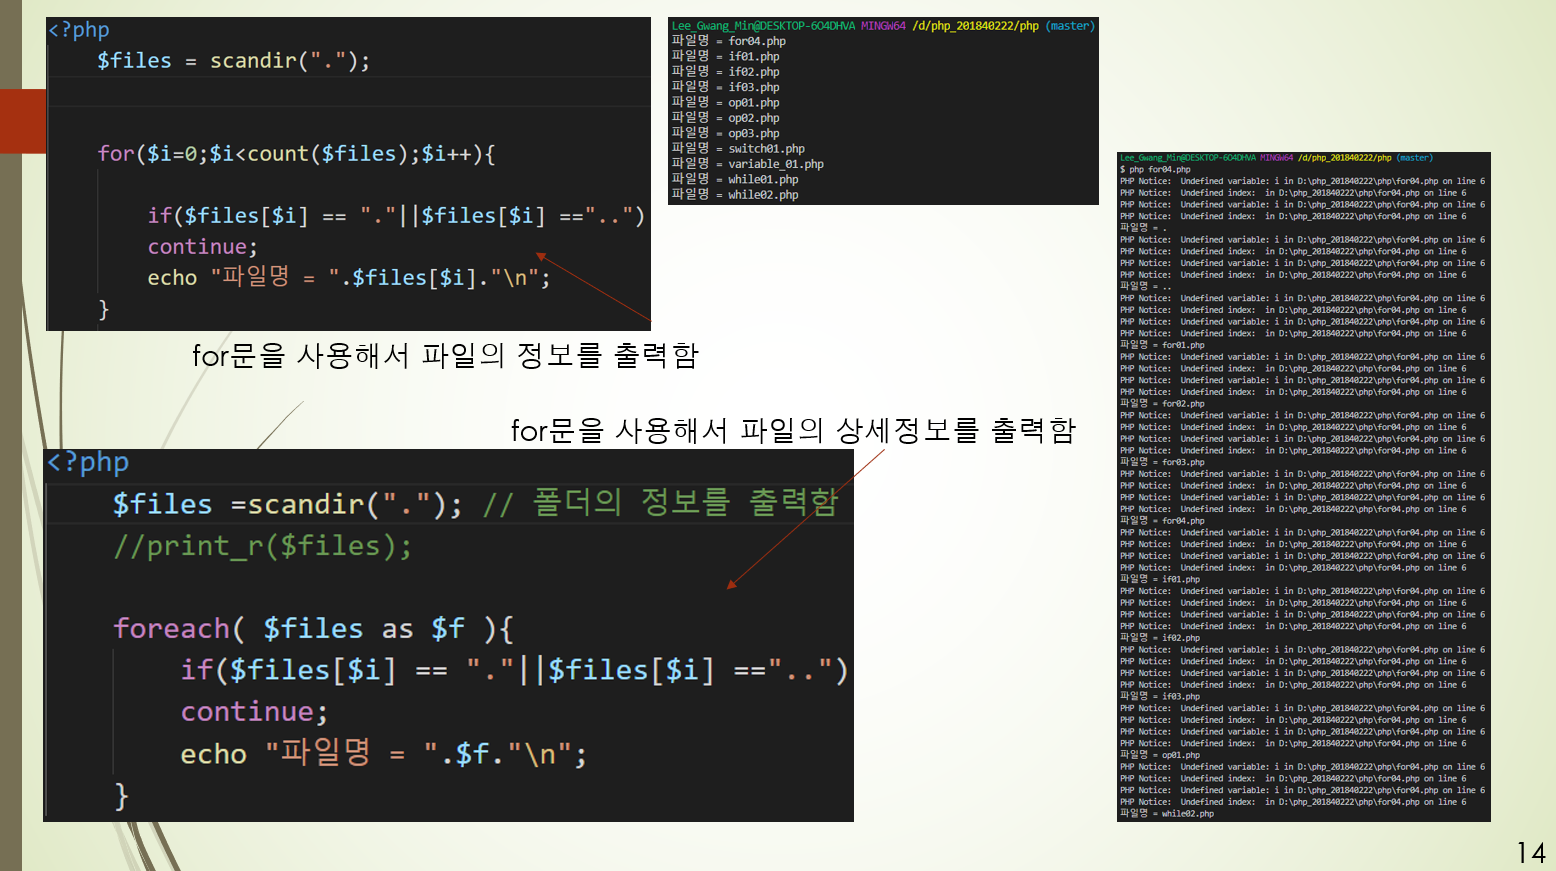 <?php
$files = scandir(".");
for($i=0;$i<count($files);$i++){
if($files[$i] == "."||$files[$i] =="..")
continue;
echo "파일명 = ".$files[$i]."\n";
}
Lee_Gwang_Min@DESKTOP-6O4DHVA MINGW64 /d/php_201840222/php (master)
파일명 = for04.php
파일명 = if01.php
파일명 = if02.php
파일명 = if03.php
파일명 = op01.php
파일명 = op02.php
파일명 = op03.php
파일명 = switch01.php
파일명 = variable_01.php
파일명 = while01.php
파일명 = while02.php
for문을 사용해서 파일의 정보를 출력함
for문을 사용해서 파일의 상세정보를 출력함
<?php
$files =scandir("."); // 폴더의 정보를 출력함
//print_r($files);
foreach( $files as $f ){
if($files[$i] == "."||$files[$i] =="..")
continue;
echo "파일명 = ".$f."\n";
}
Lee_Gwang_Min@DESKTOP-6O4DHVA MINGW64 /d/php_201840222/php (master)
$ php for04.php
PHP Notice:  Undefined variable: i in D:\php_201840222\php\for04.php on line 6
PHP Notice:  Undefined index:  in D:\php_201840222\php\for04.php on line 6
PHP Notice:  Undefined variable: i in D:\php_201840222\php\for04.php on line 6
PHP Notice:  Undefined index:  in D:\php_201840222\php\for04.php on line 6
파일명 = .
PHP Notice:  Undefined variable: i in D:\php_201840222\php\for04.php on line 6
PHP Notice:  Undefined index:  in D:\php_201840222\php\for04.php on line 6
PHP Notice:  Undefined variable: i in D:\php_201840222\php\for04.php on line 6
PHP Notice:  Undefined index:  in D:\php_201840222\php\for04.php on line 6
파일명 = ..
PHP Notice:  Undefined variable: i in D:\php_201840222\php\for04.php on line 6
PHP Notice:  Undefined index:  in D:\php_201840222\php\for04.php on line 6
PHP Notice:  Undefined variable: i in D:\php_201840222\php\for04.php on line 6
PHP Notice:  Undefined index:  in D:\php_201840222\php\for04.php on line 6
파일명 = for01.php
PHP Notice:  Undefined variable: i in D:\php_201840222\php\for04.php on line 6
PHP Notice:  Undefined index:  in D:\php_201840222\php\for04.php on line 6
PHP Notice:  Undefined variable: i in D:\php_201840222\php\for04.php on line 6
PHP Notice:  Undefined index:  in D:\php_201840222\php\for04.php on line 6
파일명 = for02.php
PHP Notice:  Undefined variable: i in D:\php_201840222\php\for04.php on line 6
PHP Notice:  Undefined index:  in D:\php_201840222\php\for04.php on line 6
PHP Notice:  Undefined variable: i in D:\php_201840222\php\for04.php on line 6
PHP Notice:  Undefined index:  in D:\php_201840222\php\for04.php on line 6
파일명 = for03.php
PHP Notice:  Undefined variable: i in D:\php_201840222\php\for04.php on line 6
PHP Notice:  Undefined index:  in D:\php_201840222\php\for04.php on line 6
PHP Notice:  Undefined variable: i in D:\php_201840222\php\for04.php on line 6
PHP Notice:  Undefined index:  in D:\php_201840222\php\for04.php on line 6
파일명 = for04.php
PHP Notice:  Undefined variable: i in D:\php_201840222\php\for04.php on line 6
PHP Notice:  Undefined index:  in D:\php_201840222\php\for04.php on line 6
PHP Notice:  Undefined variable: i in D:\php_201840222\php\for04.php on line 6
PHP Notice:  Undefined index:  in D:\php_201840222\php\for04.php on line 6
파일명 = if01.php
PHP Notice:  Undefined variable: i in D:\php_201840222\php\for04.php on line 6
PHP Notice:  Undefined index:  in D:\php_201840222\php\for04.php on line 6
PHP Notice:  Undefined variable: i in D:\php_201840222\php\for04.php on line 6
PHP Notice:  Undefined index:  in D:\php_201840222\php\for04.php on line 6
파일명 = if02.php
PHP Notice:  Undefined variable: i in D:\php_201840222\php\for04.php on line 6
PHP Notice:  Undefined index:  in D:\php_201840222\php\for04.php on line 6
PHP Notice:  Undefined variable: i in D:\php_201840222\php\for04.php on line 6
PHP Notice:  Undefined index:  in D:\php_201840222\php\for04.php on line 6
파일명 = if03.php
PHP Notice:  Undefined variable: i in D:\php_201840222\php\for04.php on line 6
PHP Notice:  Undefined index:  in D:\php_201840222\php\for04.php on line 6
PHP Notice:  Undefined variable: i in D:\php_201840222\php\for04.php on line 6
PHP Notice:  Undefined index:  in D:\php_201840222\php\for04.php on line 6
파일명 = op01.php
PHP Notice:  Undefined variable: i in D:\php_201840222\php\for04.php on line 6
PHP Notice:  Undefined index:  in D:\php_201840222\php\for04.php on line 6
PHP Notice:  Undefined variable: i in D:\php_201840222\php\for04.php on line 6
PHP Notice:  Undefined index:  in D:\php_201840222\php\for04.php on line 6
파일명 = while02.php
14